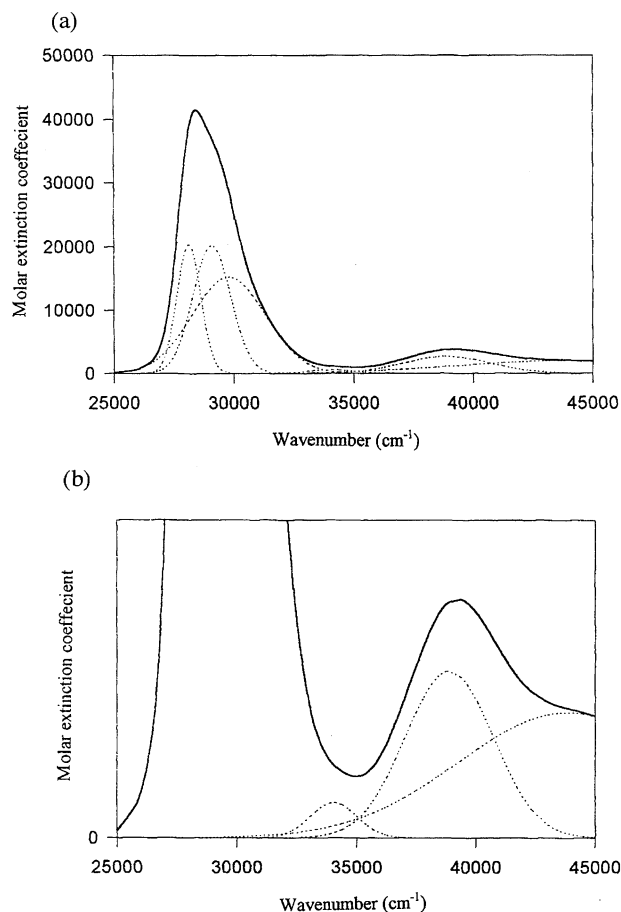 (a)
50000
40000
30000
20000
10000
0
Molar extinction coeffecient
25000 30000 35000 40000 45000
Wavenumber (cm-1)
(b)
Molar extinction coeffecient
0
25000 30000 35000 40000 45000
Wavenumber (cm-1)